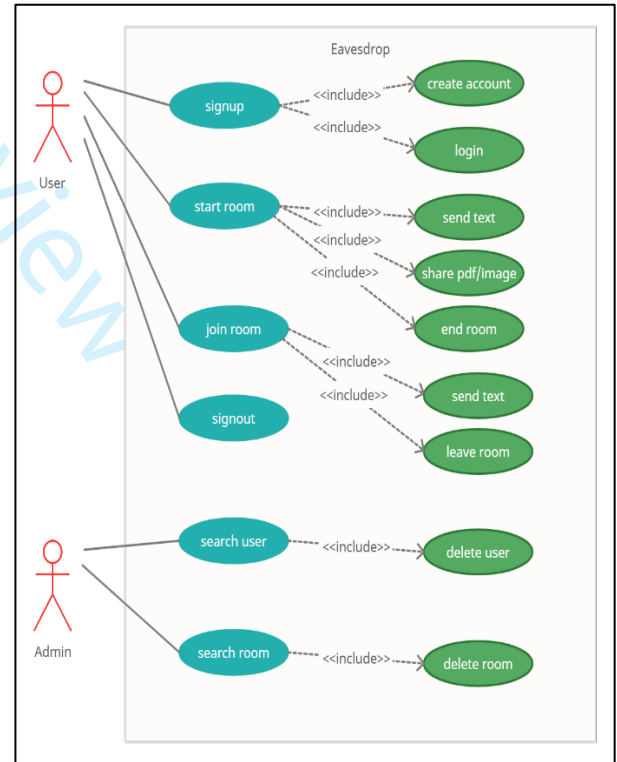 Eavesdrop
signup
<<include>>
create account
<<include>>
login
User
start room
<<include>>
send text
<<include>>
share pdf/image
<<include>>
end room
join room
<<include>>
send text
<<include>>
leave room
signout
search user
<<include>>
delete user
Admin
search room
<<include>>
delete room